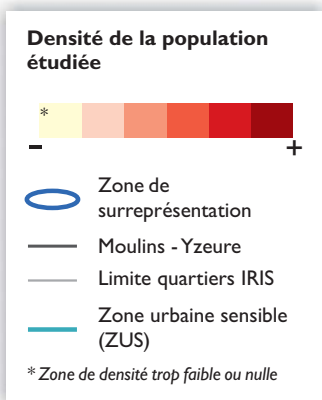 Densité de la population
étudiée
*
- +
Zone de
surreprésentation
Moulins - Yzeure
Limite quartiers IRIS
Zone urbaine sensible
(ZUS)
* Zone de densité trop faible ou nulle